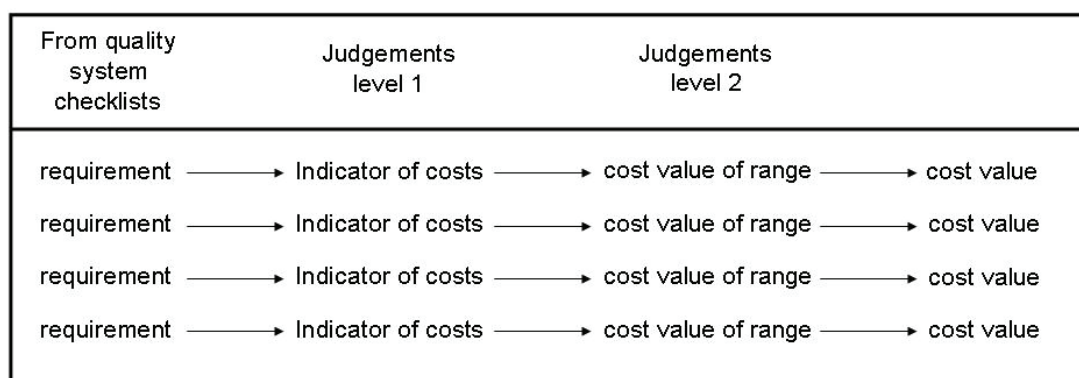 From quality
system
checklists
Judgements
level 1
Judgements
level 2
requirement Indicator of costs cost value of range cost value
requirement Indicator of costs cost value of range cost value
requirement Indicator of costs cost value of range cost value
requirement Indicator of costs cost value of range cost value